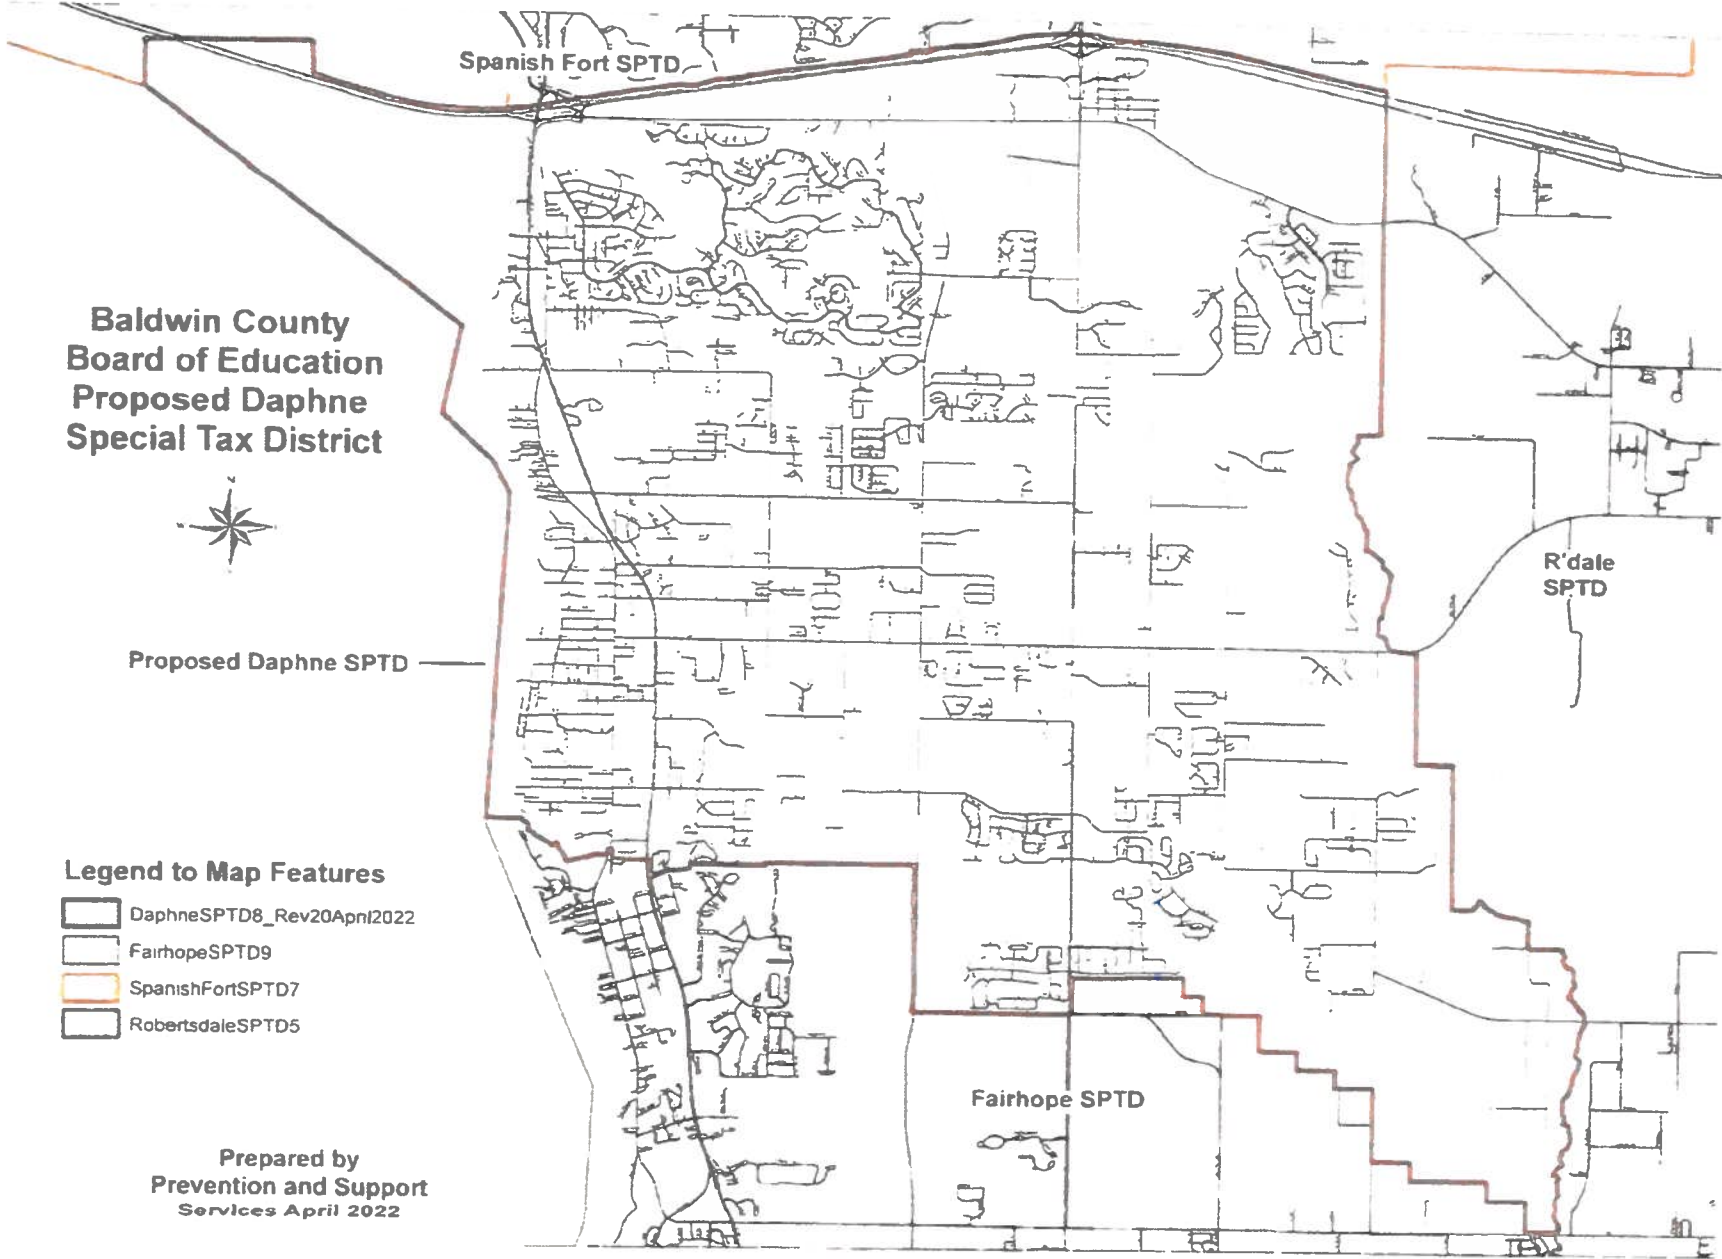 Spanish Fort SPTD
Baldwin County
Board of Education
Proposed Daphne
Special Tax District
R'dale
SPTD
Proposed Daphne SPTD
Legend to Map Features
DaphneSPTD8_Rev20April2022
FairhopeSPTD9
SpanishFortSPTD7
RobertsdaleSPTD5
Fairhope SPTD
Prepared by
Prevention and Support
Services April 2022